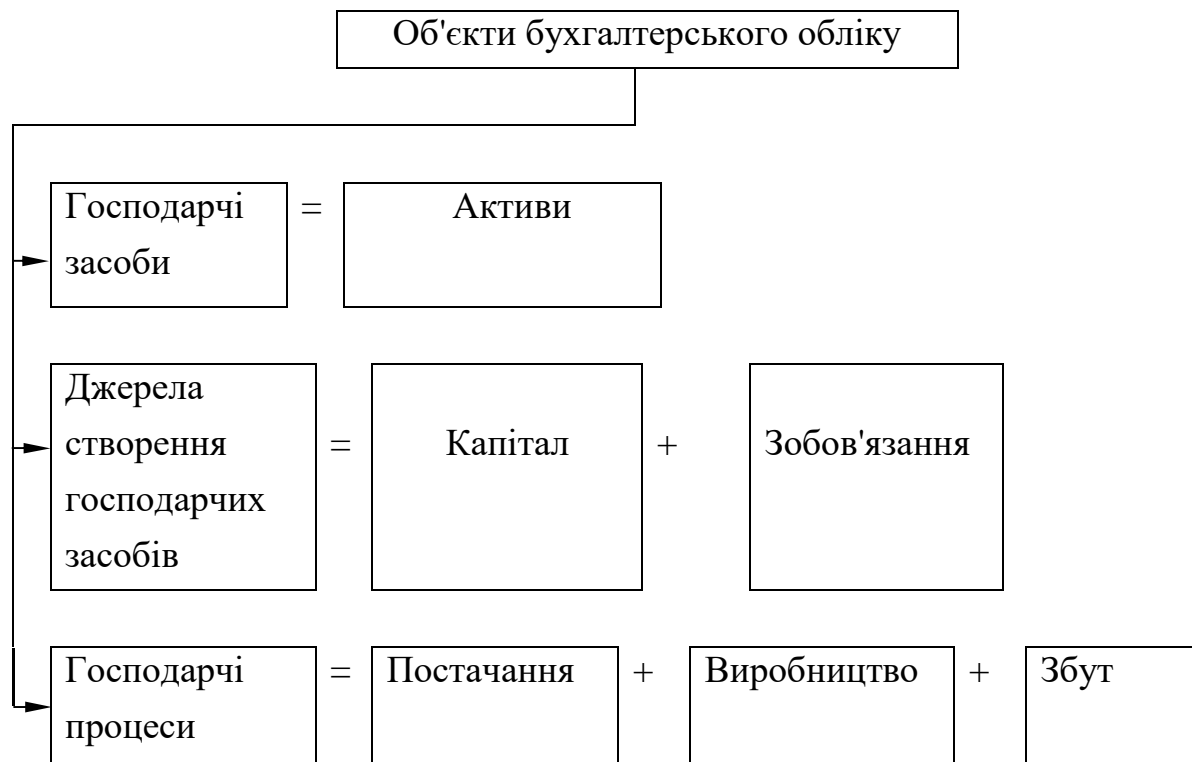 Об'єкти бухгалтерського обліку
Господарчі
засоби
=
Активи
Джерела
створення
господарчих
засобів
=
Капітал
+
Зобов'язання
Господарчі
процеси
=
Постачання
+
Виробництво
+
Збут